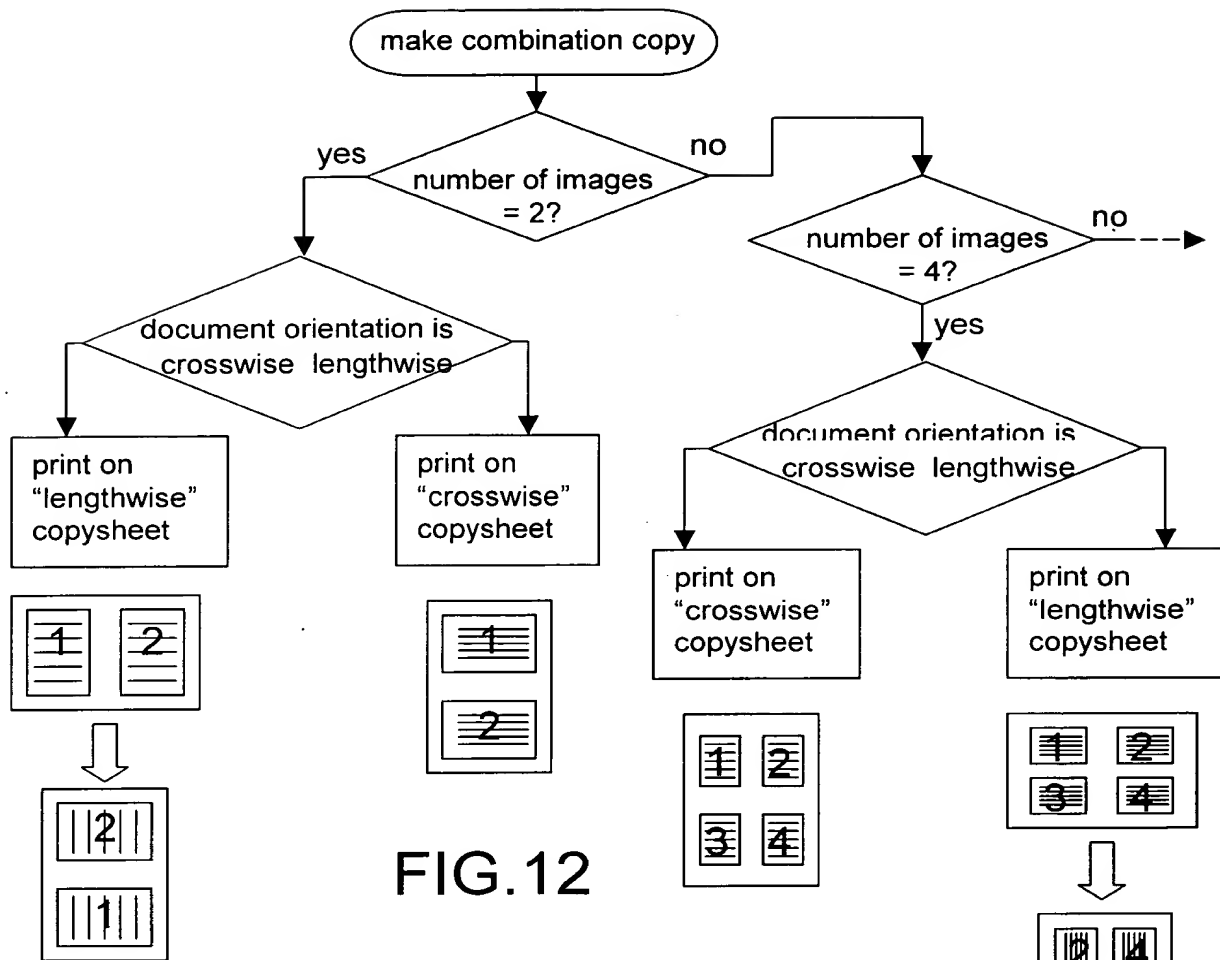 make combination copy
yes
no
number of images
= 2?
no
number of images
= 4?
yes
document orientation is
crosswise lengthwise
document orientation is
crosswise lengthwise
print on
“lengthwise”
copysheet
print on
“crosswise”
copysheet
print on
“crosswise”
copysheet
print on
“lengthwise”
copysheet
1 2
1
2
1 2
3 4
1 2
3 4
2
1
FIG.12
2 4